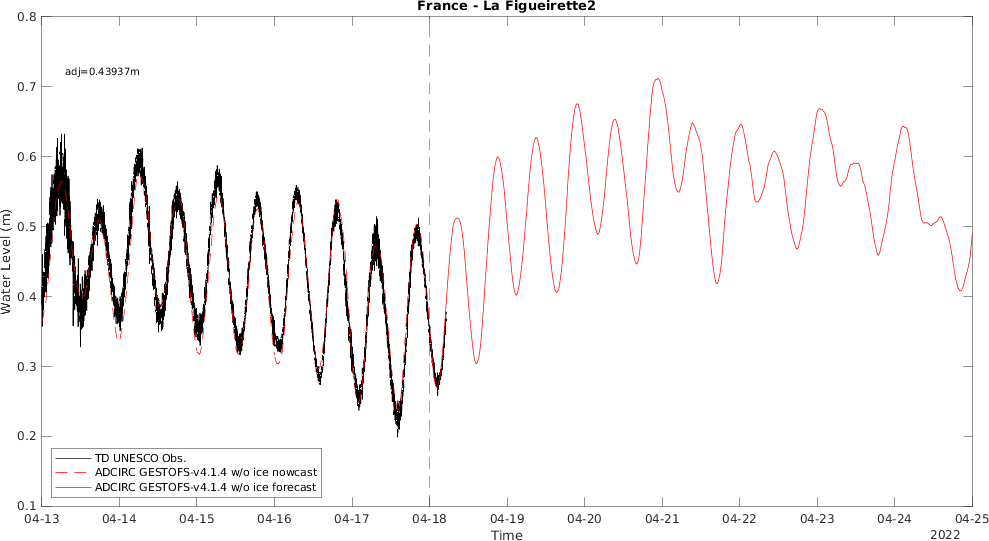 France - La Figueirette2
adj=0.43937m
Water Level (m)
0.8
0.7
0.6
0.5
0.4
0.3
0.2
0.1
TD UNESCO Obs.
ADCIRC GESTOFS-v4.1.4 w/o ice nowcast
ADCIRC GESTOFS-v4.1.4 w/o ice forecast
04-13 04-14 04-15 04-16 04-17 04-18 04-19 04-20 04-21 04-22 04-23 04-24 04-25
Time
2022